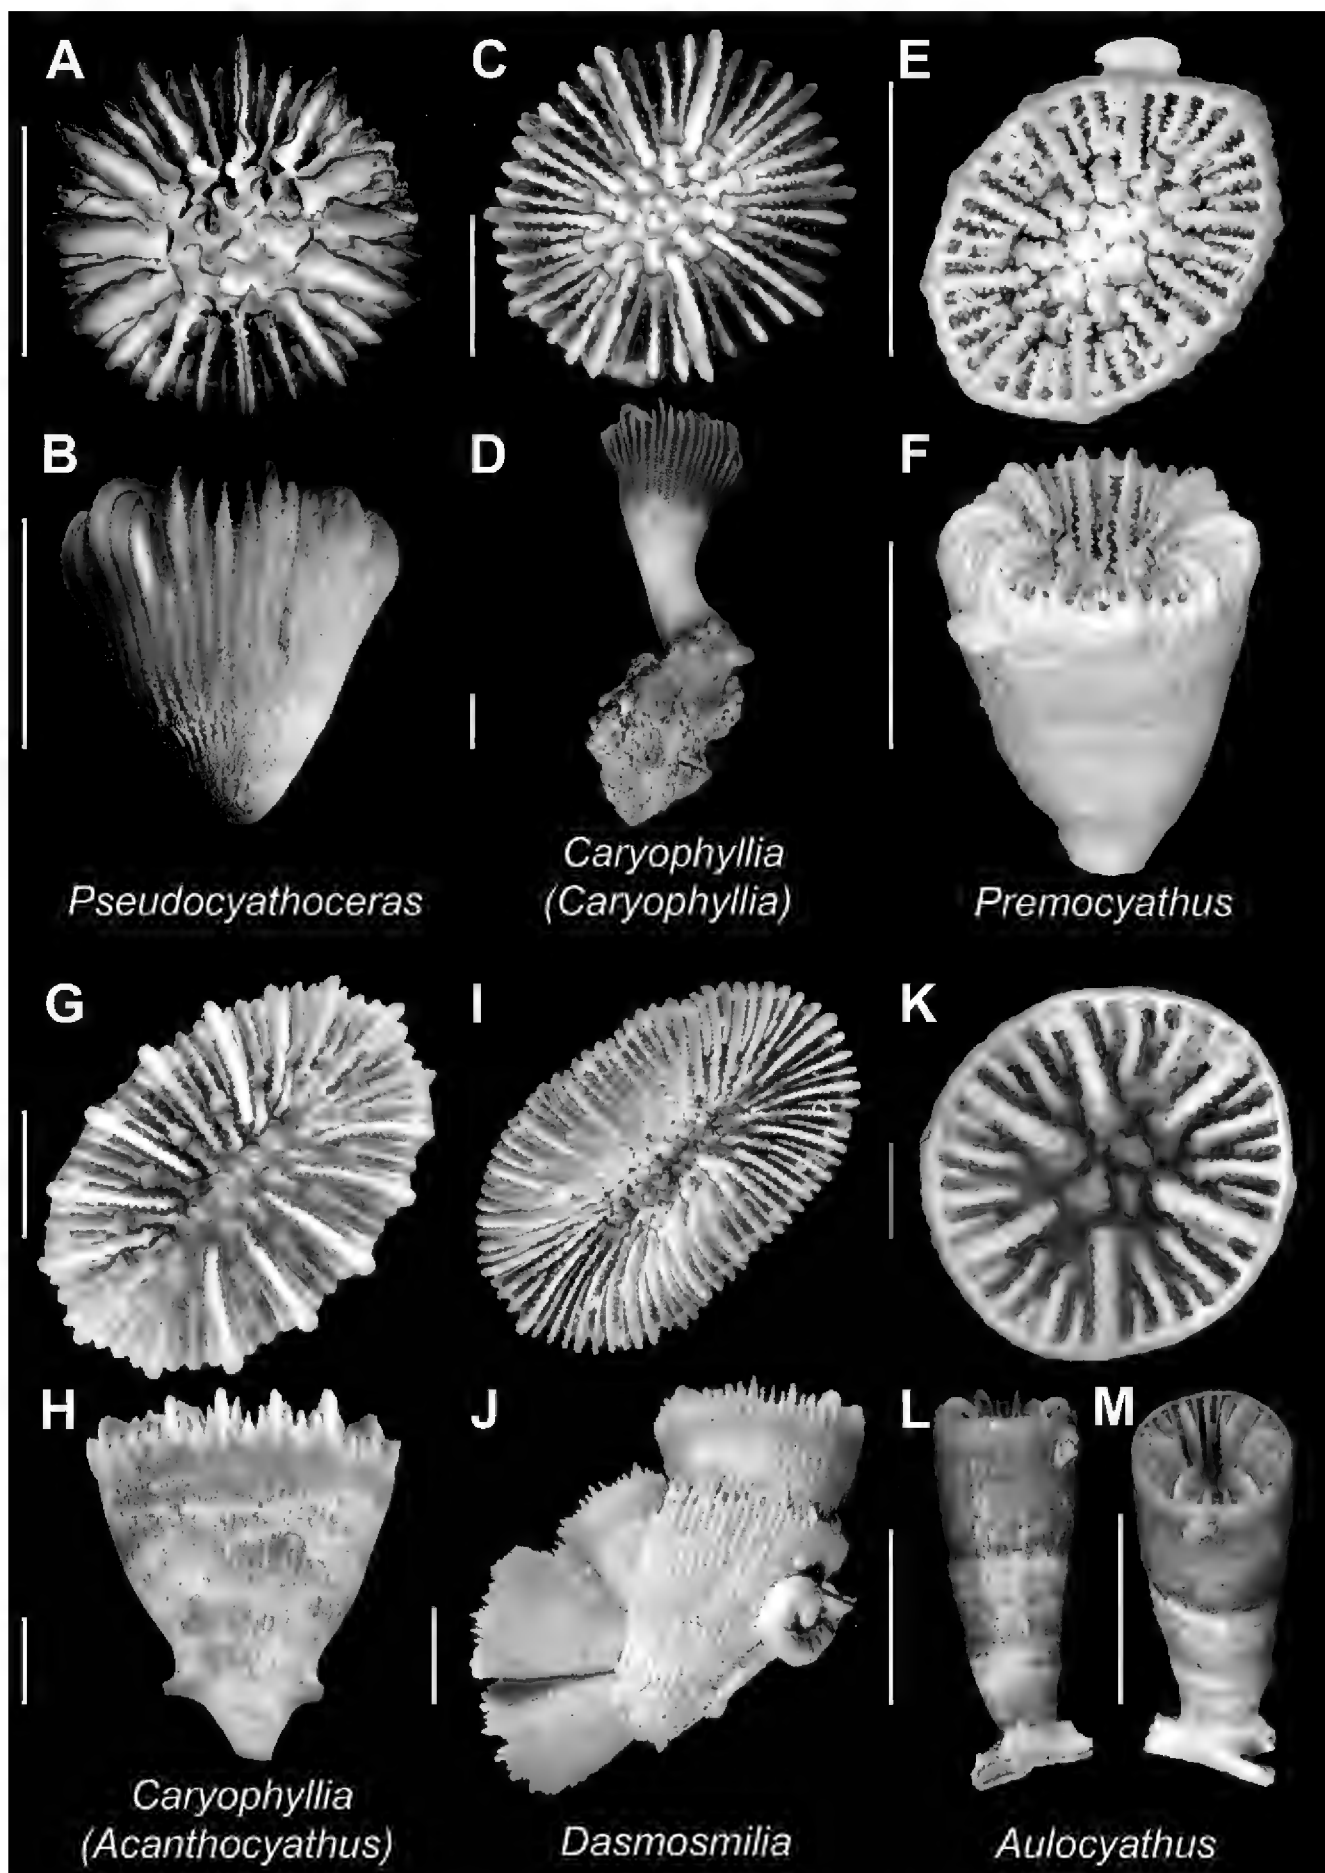 A
C
E
B
D
F
Pseudocyathoceras
Caryophyllia
(Caryophyllia)
Premocyathus
G
I
K
H
J
L
M
Caryophyllia
(Acanthocyathus)
Dasmosmilia
Aulocyathus